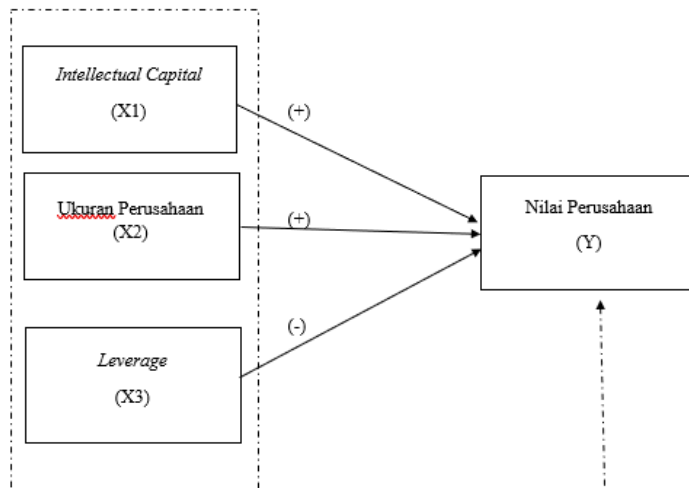 Intellectual Capital
(X1)
(+)
Ukuran Perusahaan
(X2)
(+)
Nilai Perusahaan
(Y)
Leverage
(X3)
(-)